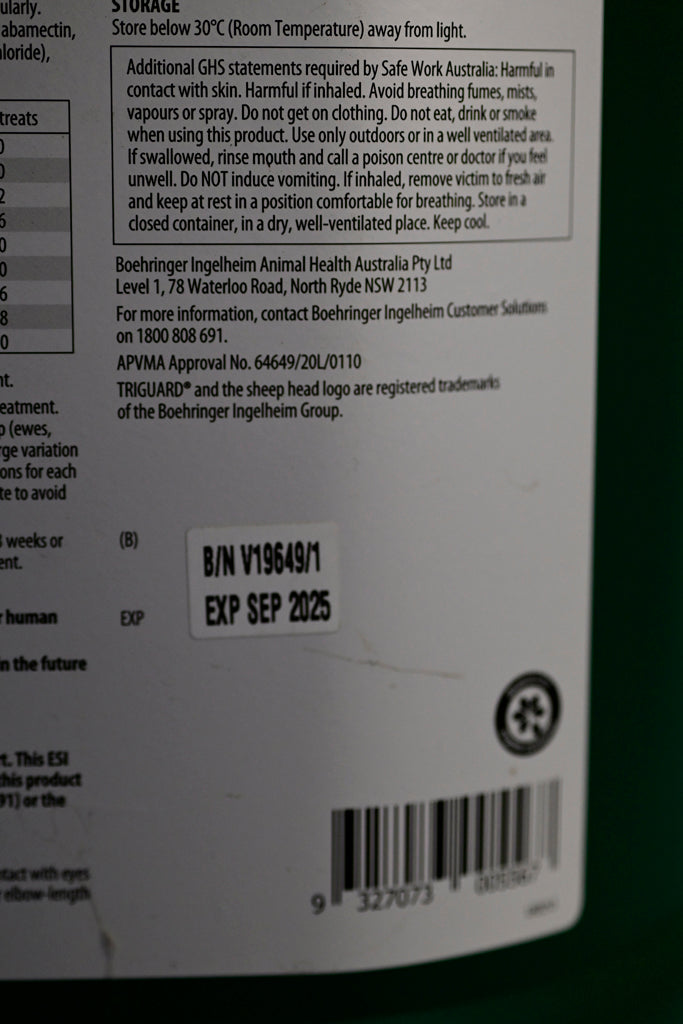 ularly.
abamectin,
loride),
treats
0
0
2
6
0
0
6
8
0
nt.
eatment.
p (ewes,
rge variation
ons for each
te to avoid
3 weeks or
ent.
r human
n the future
t. This ESI
this product
91) or the
ntact with eyes
elbow-length
STORAGE
Store below 30°C (Room Temperature) away from light.
Additional GHS statements required by Safe Work Australia: Harmful in
contact with skin. Harmful if inhaled. Avoid breathing fumes, mists,
vapours or spray. Do not get on clothing. Do not eat, drink or smoke
when using this product. Use only outdoors or in a well ventilated area.
If swallowed, rinse mouth and call a poison centre or doctor if you feel
unwell. Do NOT induce vomiting. If inhaled, remove victim to fresh air
and keep at rest in a position comfortable for breathing. Store in a
closed container, in a dry, well-ventilated place. Keep cool.
Boehringer Ingelheim Animal Health Australia Pty Ltd
Level 1, 78 Waterloo Road, North Ryde NSW 2113
For more information, contact Boehringer Ingelheim Customer Solutions
on 1800 808 691.
APVMA Approval No. 64649/20L/0110
TRIGUARD® and the sheep head logo are registered trademarks
of the Boehringer Ingelheim Group.
(B)
B/N V19649/1
EXP
EXP SEP 2025
9 327073